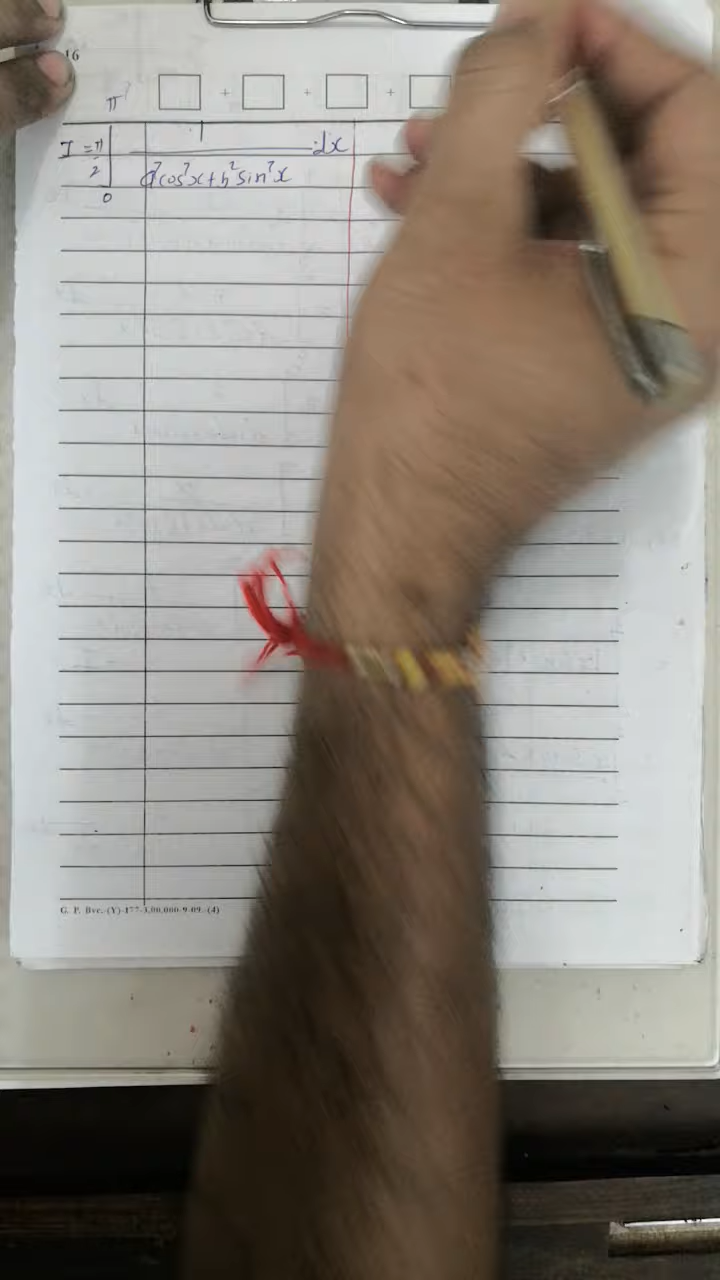 16
□ + □ + □ + □
I = π/2 ∫₀^π 1/(a²cos²x + b²sin²x) dx
G. P. Bvc.-(Y)-177-3,00,000-9-09.-(4)